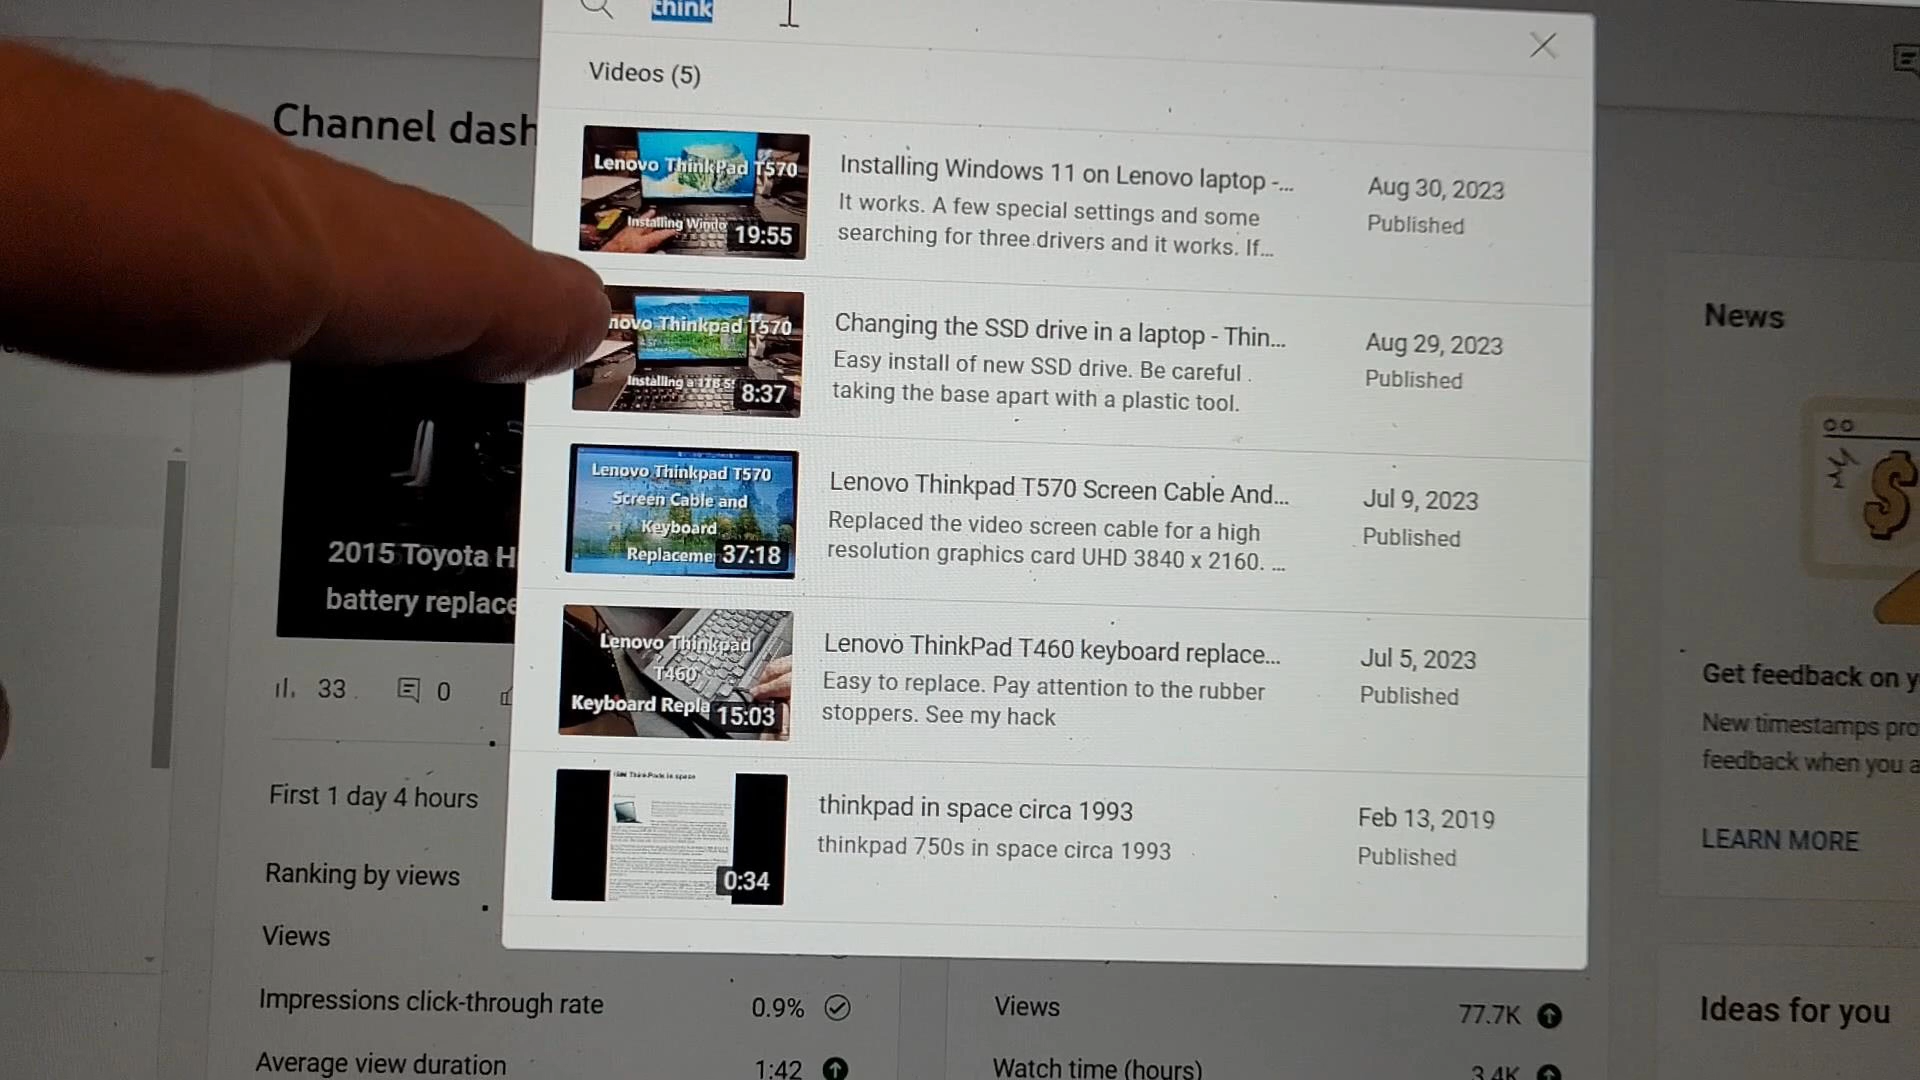 think
Videos (5)
Channel dash
Lenovo ThinkPad T570
Installing Windo
19:55
Installing Windows 11 on Lenovo laptop -...
It works. A few special settings and some
searching for three drivers and it works. If...
Aug 30, 2023
Published
novo Thinkpad T570
Installing a 1TB S
8:37
Changing the SSD drive in a laptop - Thin...
Easy install of new SSD drive. Be careful
taking the base apart with a plastic tool.
Aug 29, 2023
Published
Lenovo Thinkpad T570
Screen Cable and
Keyboard
Replaceme
37:18
Lenovo Thinkpad T570 Screen Cable And...
Replaced the video screen cable for a high
resolution graphics card UHD 3840 x 2160. ...
Jul 9, 2023
Published
Lenovo Thinkpad
T460
Keyboard Repla
15:03
Lenovo ThinkPad T460 keyboard replace...
Easy to replace. Pay attention to the rubber
stoppers. See my hack
Jul 5, 2023
Published
IBM ThinkPads in space
0:34
thinkpad in space circa 1993
thinkpad 750s in space circa 1993
Feb 13, 2019
Published
2015 Toyota H
battery replace
33
0
First 1 day 4 hours
Ranking by views
Views
Impressions click-through rate
0.9%
Average view duration
1:42
Views
77.7K
Watch time (hours)
3.4K
News
Get feedback on y
New timestamps pro
feedback when you a
LEARN MORE
Ideas for you